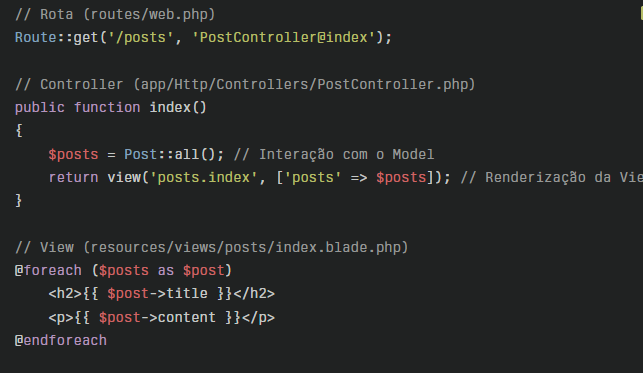 // Rota (routes/web.php)
Route::get('/posts', 'PostController@index');
// Controller (app/Http/Controllers/PostController.php)
public function index()
{
    $posts = Post::all(); // Interação com o Model
    return view('posts.index', ['posts' => $posts]); // Renderização da Vie
}
// View (resources/views/posts/index.blade.php)
@foreach ($posts as $post)
    <h2>{{ $post->title }}</h2>
    <p>{{ $post->content }}</p>
@endforeach